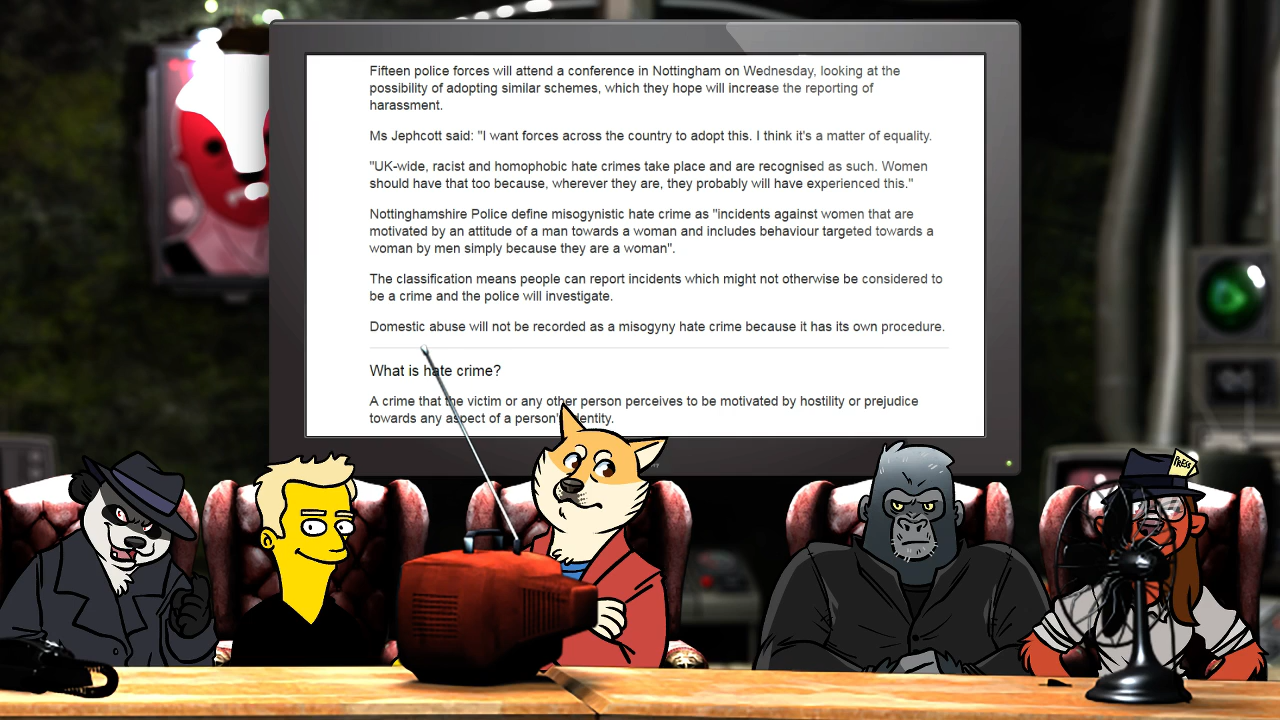 Fifteen police forces will attend a conference in Nottingham on Wednesday, looking at the
possibility of adopting similar schemes, which they hope will increase the reporting of
harassment.
Ms Jephcott said: "I want forces across the country to adopt this. I think it's a matter of equality.
"UK-wide, racist and homophobic hate crimes take place and are recognised as such. Women
should have that too because, wherever they are, they probably will have experienced this."
Nottinghamshire Police define misogynistic hate crime as "incidents against women that are
motivated by an attitude of a man towards a woman and includes behaviour targeted towards a
woman by men simply because they are a woman".
The classification means people can report incidents which might not otherwise be considered to
be a crime and the police will investigate.
Domestic abuse will not be recorded as a misogyny hate crime because it has its own procedure.
What is hate crime?
A crime that the victim or any other person perceives to be motivated by hostility or prejudice
towards any aspect of a person's identity.
PRESS